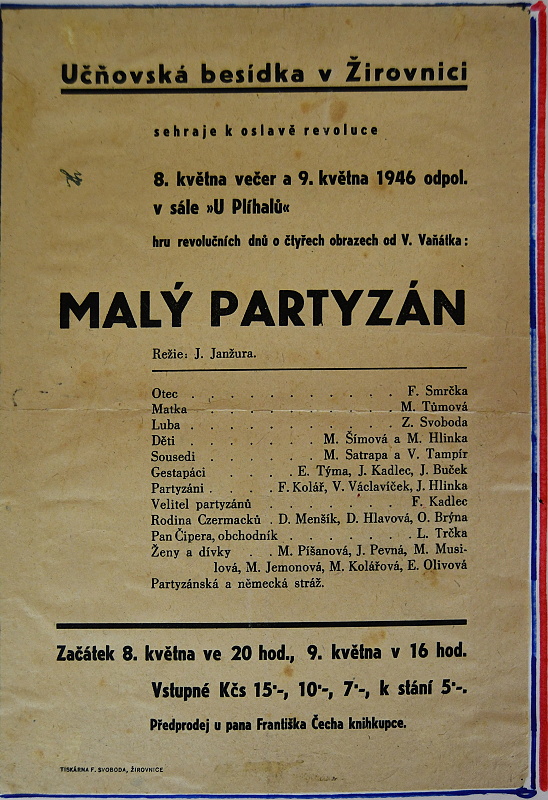 Učňovská besídka v Žirovnici
sehraje k oslavě revoluce
8. května večer a 9. května 1946 odpol.
v sále »U Plíhalů«
hru revolučních dnů o čtyřech obrazech od V. Vaňátka:
MALÝ PARTYZÁN
Režie: J. Janžura.
Otec . . . . . . . . . . . . F. Smrčka
Matka . . . . . . . . . . . M. Tůmová
Luba . . . . . . . . . . . . Z. Svoboda
Děti . . . . . . . M. Šímová a M. Hlinka
Sousedi . . . . . M. Satrapa a V. Tampír
Gestapáci . . . . E. Týma, J. Kadlec, J. Buček
Partyzáni . . . . F. Kolář, V. Václavíček, J. Hlinka
Velitel partyzánů . . . . . . . . F. Kadlec
Rodina Czermacků . D. Menšík, D. Hlavová, O. Brýna
Pan Čipera, obchodník . . . . . . . L. Trčka
Ženy a dívky . . M. Píšanová, J. Pevná, M. Musi-
lová, M. Jemonová, M. Kolářová, E. Olivová
Partyzánská a německá stráž.
Začátek 8. května ve 20 hod., 9. května v 16 hod.
Vstupné Kčs 15·-, 10·-, 7·-, k stání 5·-.
Předprodej u pana Františka Čecha knihkupce.
TISKÁRNA F. SVOBODA, ŽIROVNICE